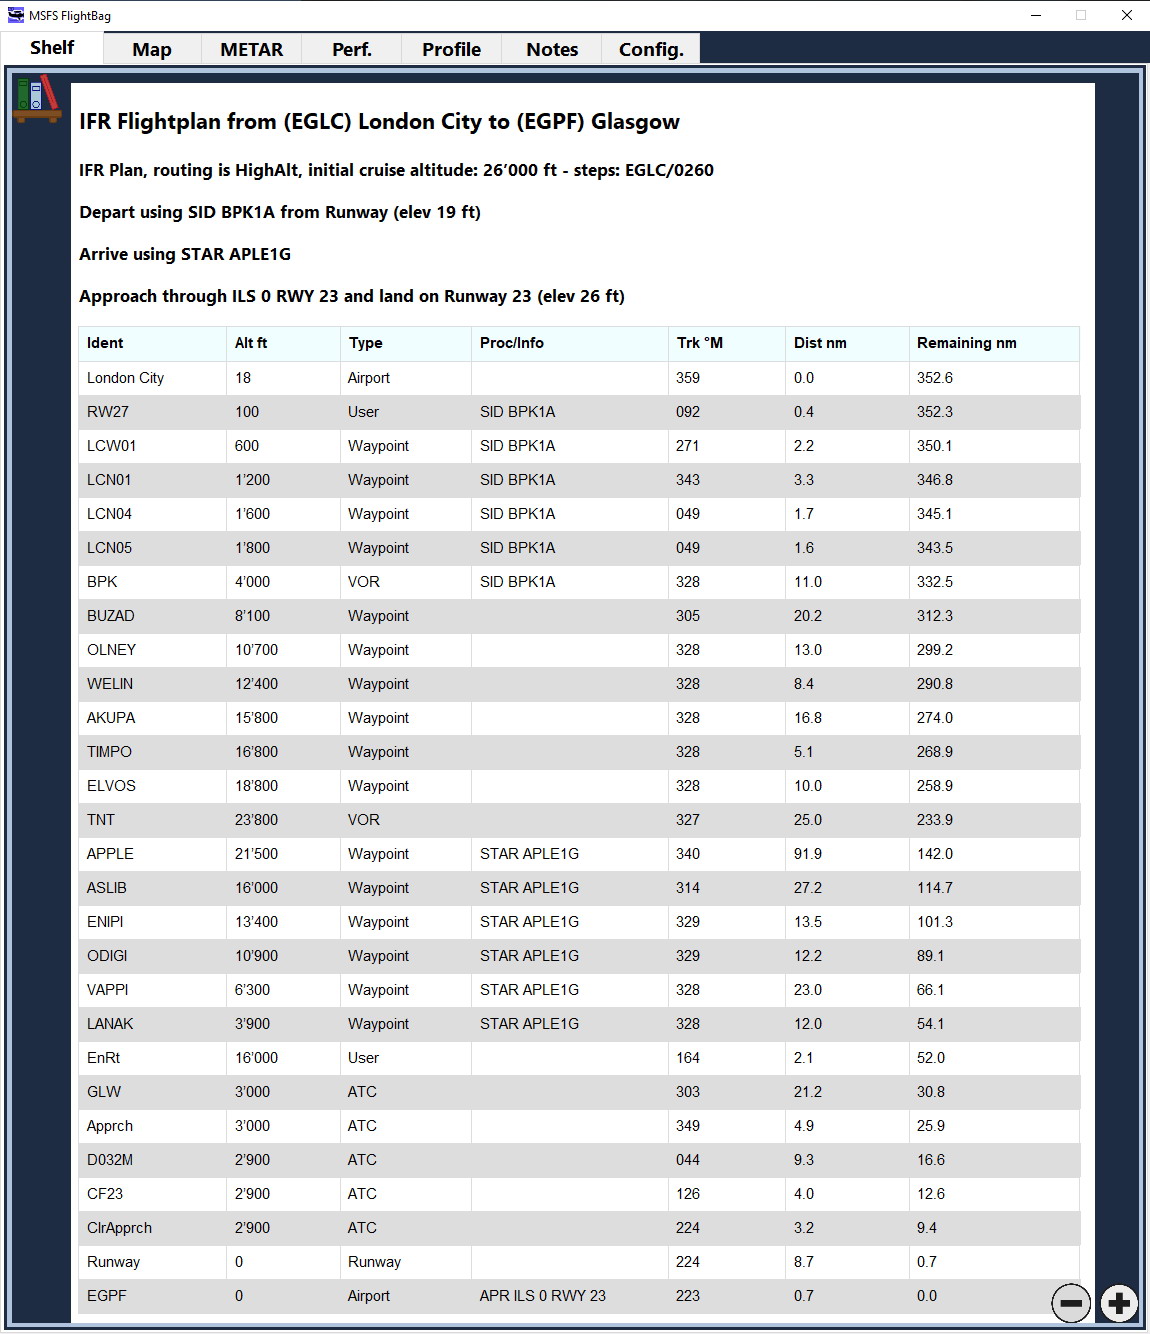 MSFS FlightBag
Shelf Map METAR Perf. Profile Notes Config.
IFR Flightplan from (EGLC) London City to (EGPF) Glasgow
IFR Plan, routing is HighAlt, initial cruise altitude: 26’000 ft - steps: EGLC/0260
Depart using SID BPK1A from Runway (elev 19 ft)
Arrive using STAR APLE1G
Approach through ILS 0 RWY 23 and land on Runway 23 (elev 26 ft)
Ident Alt ft Type Proc/Info Trk °M Dist nm Remaining nm
London City 18 Airport 359 0.0 352.6
RW27 100 User SID BPK1A 092 0.4 352.3
LCW01 600 Waypoint SID BPK1A 271 2.2 350.1
LCN01 1’200 Waypoint SID BPK1A 343 3.3 346.8
LCN04 1’600 Waypoint SID BPK1A 049 1.7 345.1
LCN05 1’800 Waypoint SID BPK1A 049 1.6 343.5
BPK 4’000 VOR SID BPK1A 328 11.0 332.5
BUZAD 8’100 Waypoint 305 20.2 312.3
OLNEY 10’700 Waypoint 328 13.0 299.2
WELIN 12’400 Waypoint 328 8.4 290.8
AKUPA 15’800 Waypoint 328 16.8 274.0
TIMPO 16’800 Waypoint 328 5.1 268.9
ELVOS 18’800 Waypoint 328 10.0 258.9
TNT 23’800 VOR 327 25.0 233.9
APPLE 21’500 Waypoint STAR APLE1G 340 91.9 142.0
ASLIB 16’000 Waypoint STAR APLE1G 314 27.2 114.7
ENIPI 13’400 Waypoint STAR APLE1G 329 13.5 101.3
ODIGI 10’900 Waypoint STAR APLE1G 329 12.2 89.1
VAPPI 6’300 Waypoint STAR APLE1G 328 23.0 66.1
LANAK 3’900 Waypoint STAR APLE1G 328 12.0 54.1
EnRt 16’000 User 164 2.1 52.0
GLW 3’000 ATC 303 21.2 30.8
Apprch 3’000 ATC 349 4.9 25.9
D032M 2’900 ATC 044 9.3 16.6
CF23 2’900 ATC 126 4.0 12.6
ClrApprch 2’900 ATC 224 3.2 9.4
Runway 0 Runway 224 8.7 0.7
EGPF 0 Airport APR ILS 0 RWY 23 223 0.7 0.0